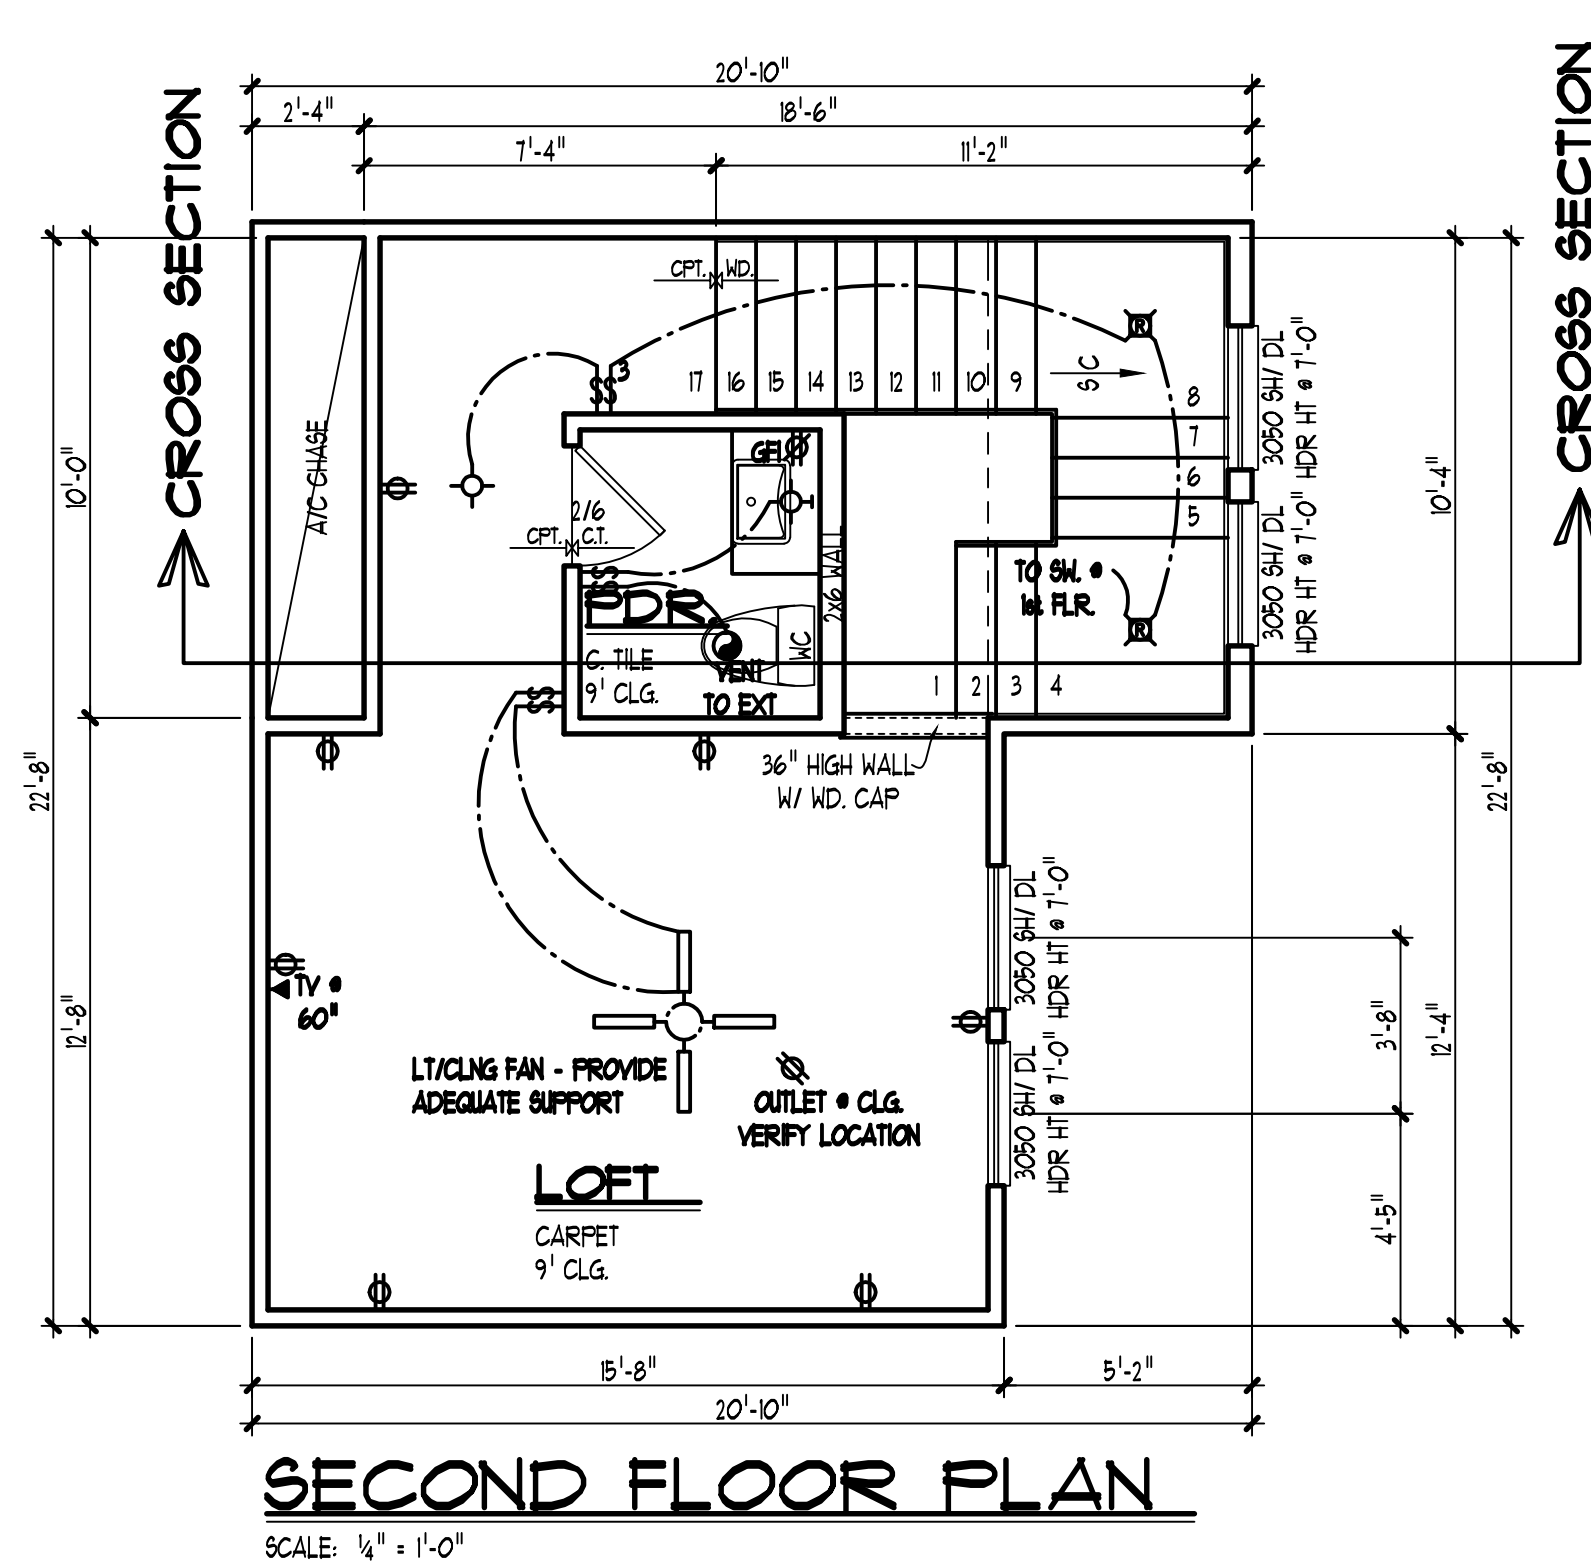 20'-10"
2'-4"
18'-6"
7'-4"
11'-2"
CROSS SECTION
CROSS SECTION
CPT. WD.
3
SS
R
17 16 15 14 13 12 11 10 9
S C
8
7
6
5
3050 SH/ DL
HDR HT @ 7'-0"
3050 SH/ DL
HDR HT @ 7'-0"
A/C CHASE
10'-0"
10'-4"
GFI
2/6
CPT. C.T.
SS
2x6 WALL
TO SW. @
1st FLR.
R
PDR.
C. TILE
9' CLG.
WC
VENT
TO EXT
1 2 3 4
SS
36" HIGH WALL
W/ WD. CAP
22'-8"
22'-8"
3050 SH/ DL
HDR HT @ 7'-0"
3050 SH/ DL
HDR HT @ 7'-0"
TV @
60"
12'-8"
3'-8"
12'-4"
LT/CLNG FAN - PROVIDE
ADEQUATE SUPPORT
OUTLET @ CLG.
VERIFY LOCATION
LOFT
CARPET
9' CLG.
4'-5"
15'-8"
5'-2"
20'-10"
SECOND FLOOR PLAN
SCALE: ¼" = 1'-0"